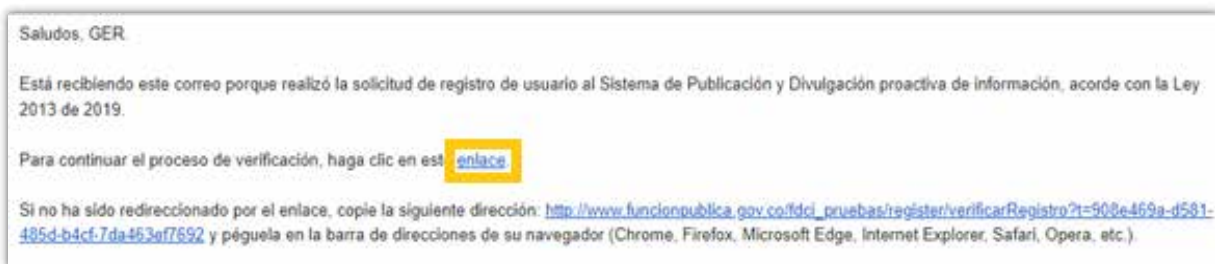 Saludos, GER
Está recibiendo este correo porque realizó la solicitud de registro de usuario al Sistema de Publicación y Divulgación proactiva de información, acorde con la Ley
2013 de 2019.
Para continuar el proceso de verificación, haga clic en est enlace
Si no ha sido redireccionado por el enlace, copie la siguiente dirección: http://www.funcionpublica.gov.co/fdci_pruebas/register/verificarRegistro?t=908e469a-d581-
485d-b4cf-7da463ef7692 y péguela en la barra de direcciones de su navegador (Chrome, Firefox, Microsoft Edge, Internet Explorer, Safari, Opera, etc.).